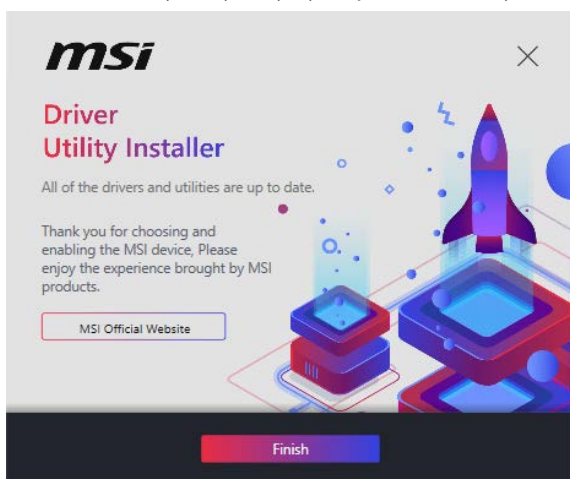 msi
Driver
Utility Installer
All of the drivers and utilities are up to date.
Thank you for choosing and
enabling the MSI device, Please
enjoy the experience brought by MSI
products.
MSI Official Website
Finish